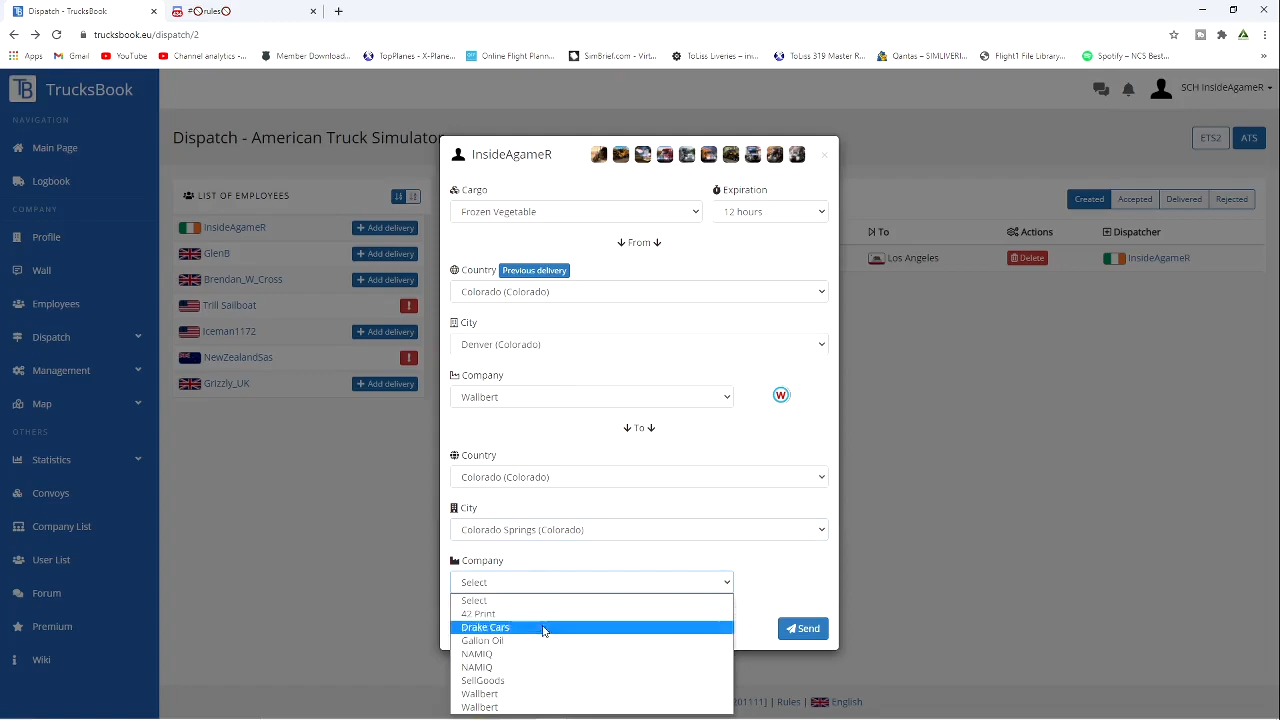 Dispatch - TrucksBook
#🚫rules🚫
trucksbook.eu/dispatch/2
Apps
Gmail
YouTube
Channel analytics -...
Member Download...
TopPlanes - X-Plane...
Online Flight Plann...
SimBrief.com - Virt...
ToLiss Liveries – ini...
ToLiss 319 Master R...
Qantas – SIMLIVERI...
Flight1 File Library...
Spotify – NCS Best...
TB
TrucksBook
SCH InsideAgameR
NAVIGATION
Main Page
Logbook
COMPANY
Profile
Wall
Employees
Dispatch
Management
Map
OTHERS
Statistics
Convoys
Company List
User List
Forum
Premium
Wiki
Dispatch - American Truck Simulator
ETS2
ATS
LIST OF EMPLOYEES
InsideAgameR
Add delivery
GlenB
Add delivery
Brendan_W_Cross
Add delivery
Trill Sailboat
Iceman1172
Add delivery
NewZealandSas
Grizzly_UK
Add delivery
Created
Accepted
Delivered
Rejected
To
Actions
Dispatcher
Los Angeles
Delete
InsideAgameR
InsideAgameR
×
Cargo
Expiration
Frozen Vegetable
12 hours
From
Country
Previous delivery
Colorado (Colorado)
City
Denver (Colorado)
Company
Wallbert
W
To
Country
Colorado (Colorado)
City
Colorado Springs (Colorado)
Company
Select
Select
42 Print
Drake Cars
Gallon Oil
NAMIQ
NAMIQ
SellGoods
Wallbert
Wallbert
Send
201111] | Rules |
English